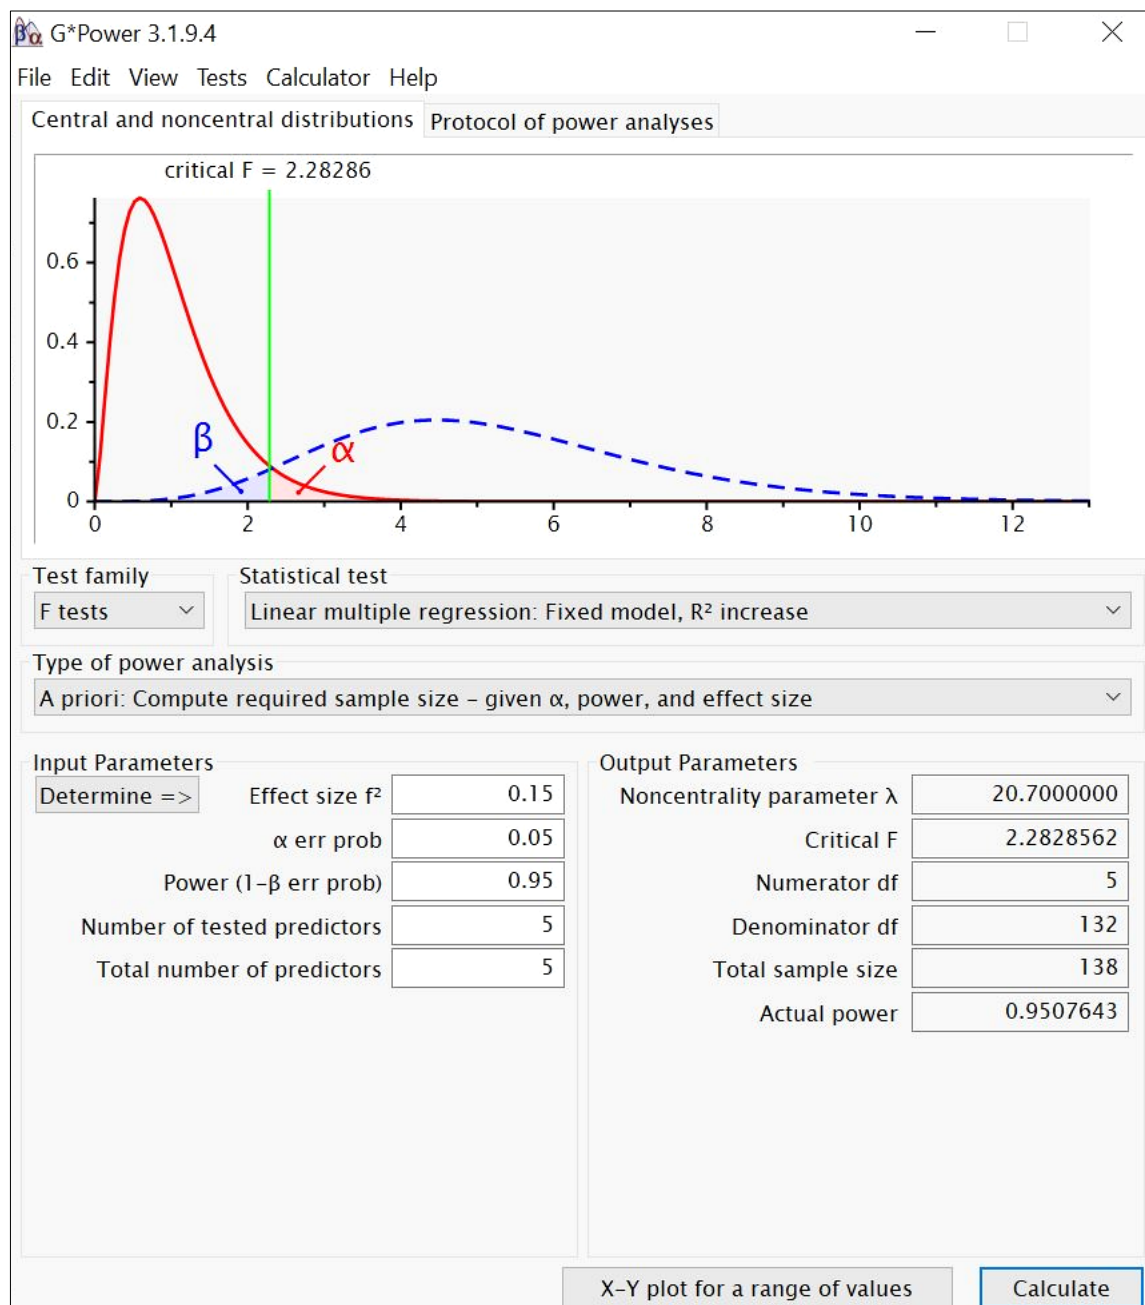 G*Power 3.1.9.4
File Edit View Tests Calculator Help
Central and noncentral distributions Protocol of power analyses
critical F = 2.28286
0.6
0.4
0.2
β α
0
0 2 4 6 8 10 12
Test family Statistical test
F tests Linear multiple regression: Fixed model, R² increase
Type of power analysis
A priori: Compute required sample size – given α, power, and effect size
Input Parameters
Determine => Effect size f² 0.15
α err prob 0.05
Power (1-β err prob) 0.95
Number of tested predictors 5
Total number of predictors 5
Output Parameters
Noncentrality parameter λ 20.7000000
Critical F 2.2828562
Numerator df 5
Denominator df 132
Total sample size 138
Actual power 0.9507643
X-Y plot for a range of values Calculate